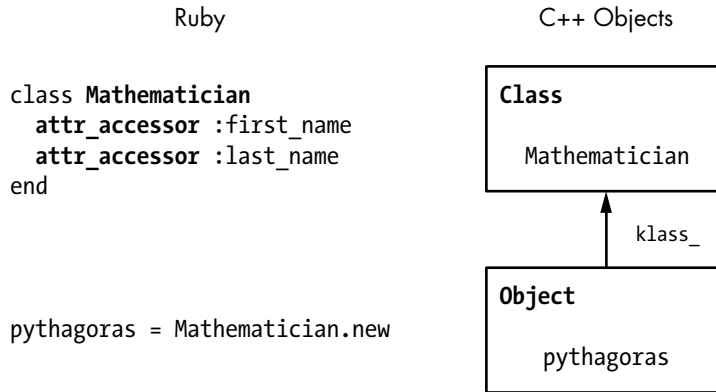 Ruby
C++ Objects
class Mathematician
  attr_accessor :first_name
  attr_accessor :last_name
end
Class
Mathematician
klass_
pythagoras = Mathematician.new
Object
pythagoras